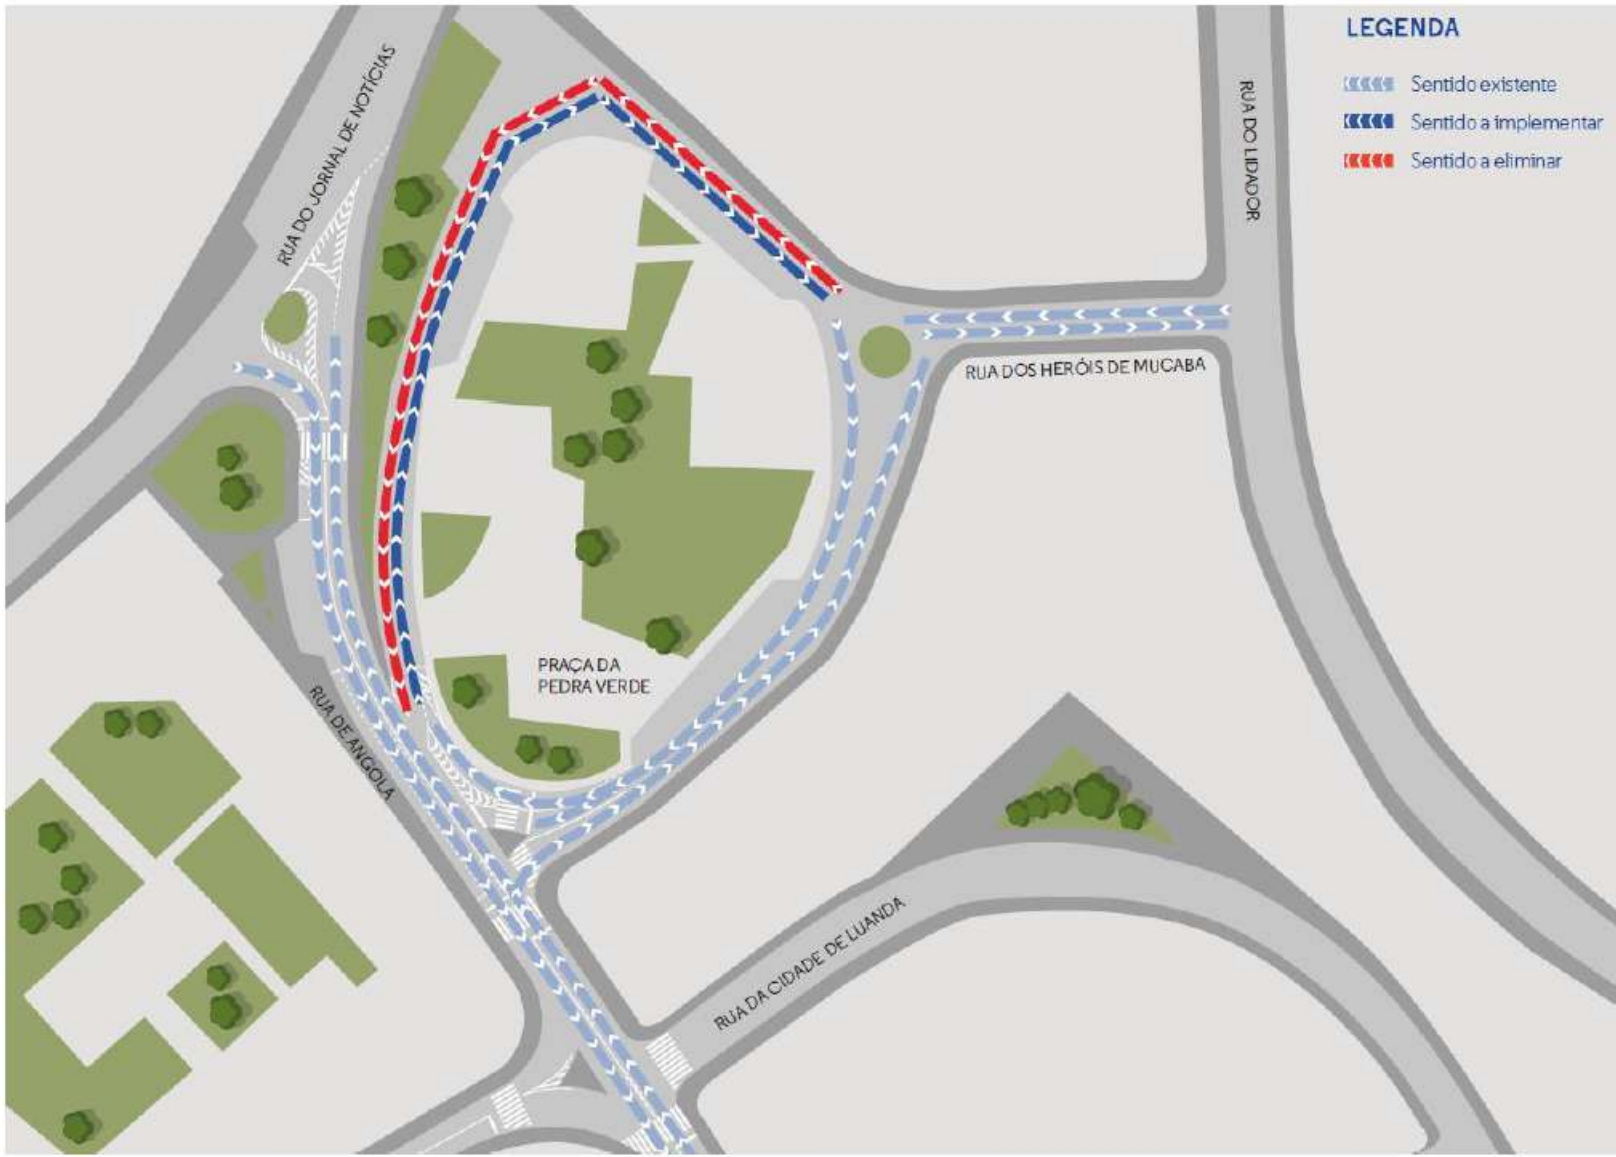 LEGENDA
Sentido existente
Sentido a implementar
Sentido a eliminar
RUA DO JORNAL DE NOTÍCIAS
RUA DO LIDADOR
RUA DOS HERÓIS DE MUCABA
PRAÇA DA
PEDRA VERDE
RUA DE ANGOLA
RUA DA CIDADE DE LUANDA